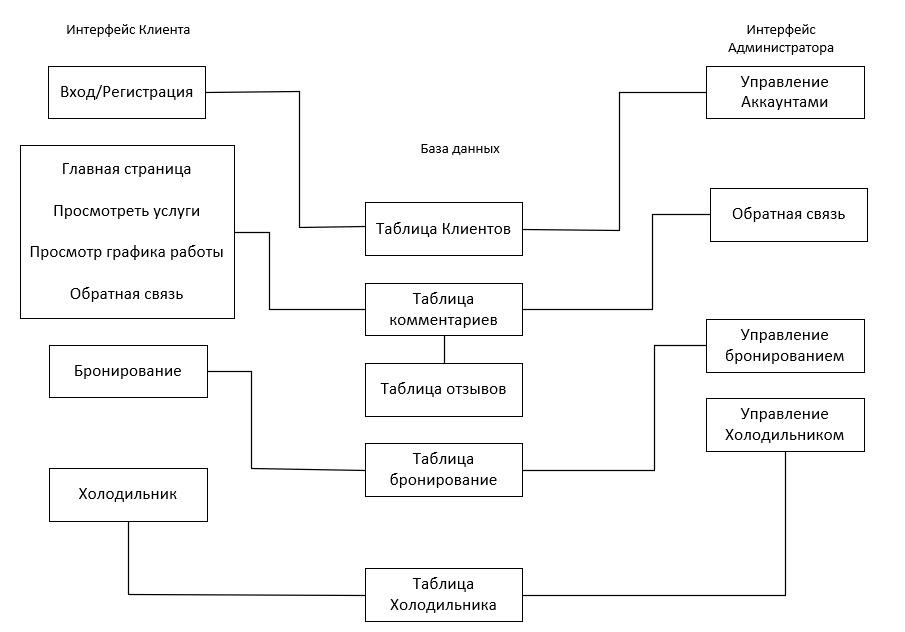 Интерфейс Клиента
Интерфейс
Администратора
Вход/Регистрация
Управление
Аккаунтами
База данных
Главная страница
Просмотреть услуги
Просмотр графика работы
Обратная связь
Таблица Клиентов
Обратная связь
Таблица
комментариев
Управление
бронированием
Бронирование
Таблица отзывов
Управление
Холодильником
Таблица
бронирование
Холодильник
Таблица
Холодильника